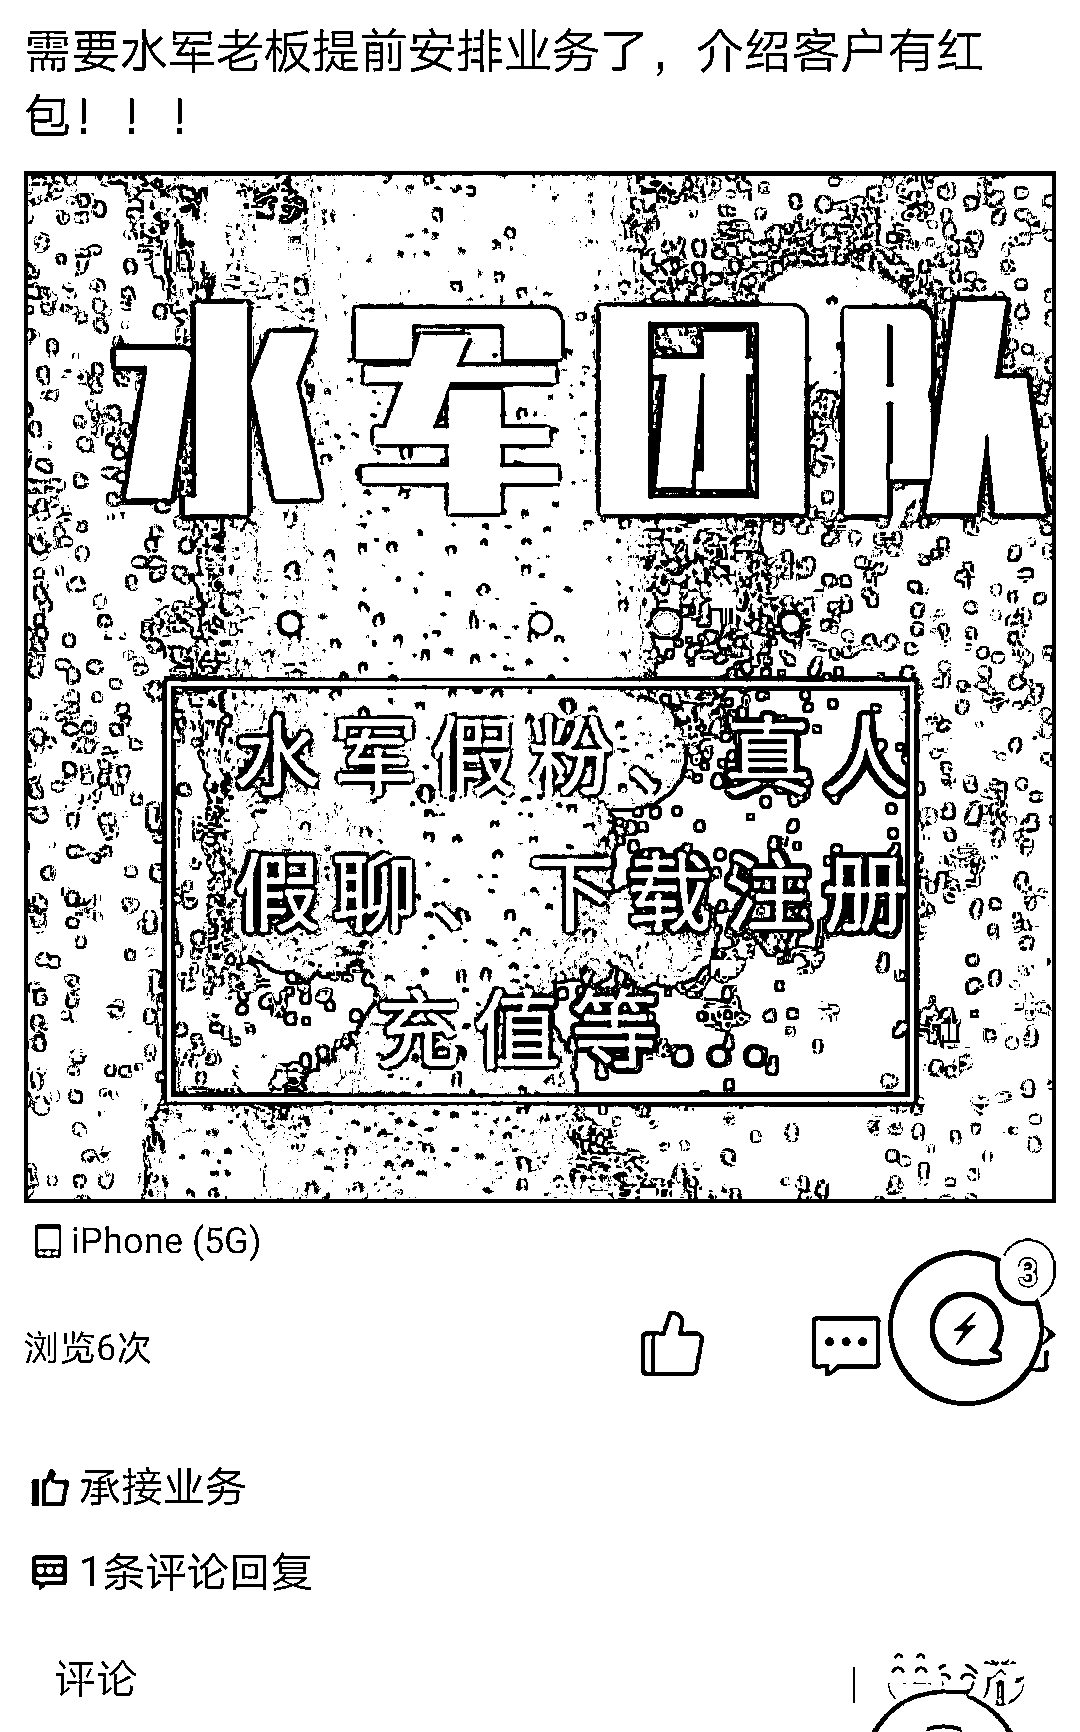 需要水军老板提前安排业务了，介绍客户有红
包！！！
水军团队
水军假粉、真人
假聊、下载注册
充值等...
iPhone (5G)
3
浏览6次
承接业务
1条评论回复
评论